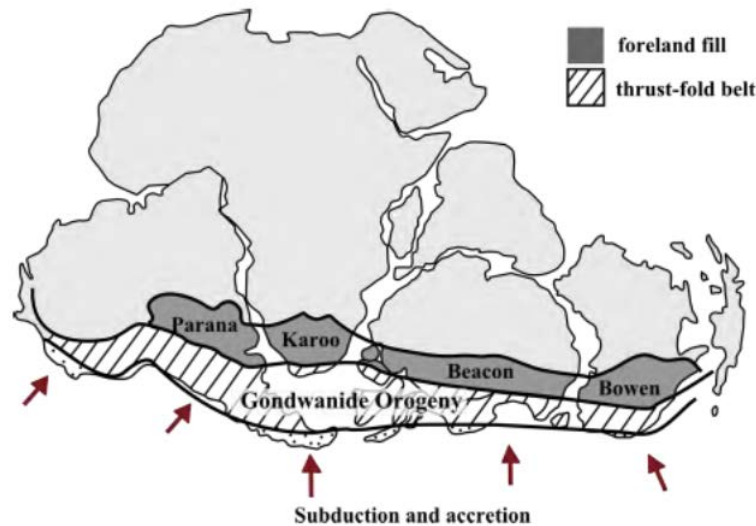 foreland fill
thrust-fold belt
Parana
Karoo
Beacon
Bowen
Gondwanide Orogeny
Subduction and accretion